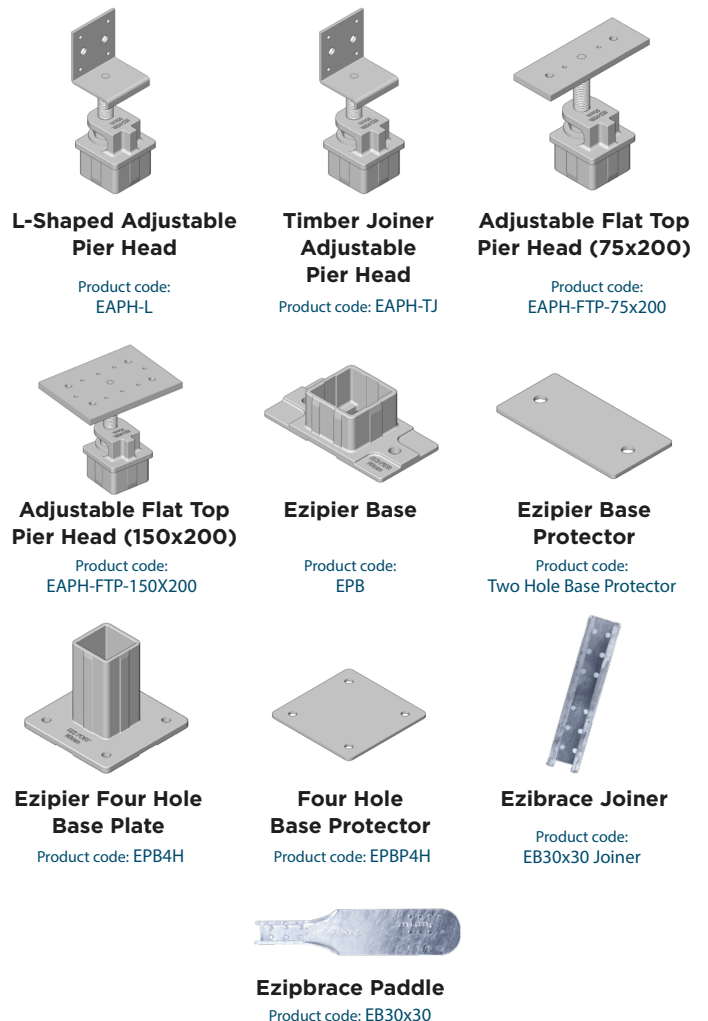 L-Shaped Adjustable
Pier Head
Product code:
EAPH-L
Timber Joiner
Adjustable
Pier Head
Product code: EAPH-TJ
Adjustable Flat Top
Pier Head (75x200)
Product code:
EAPH-FTP-75x200
Adjustable Flat Top
Pier Head (150x200)
Product code:
EAPH-FTP-150X200
Ezipier Base
Product code:
EPB
Ezipier Base
Protector
Product code:
Two Hole Base Protector
Ezipier Four Hole
Base Plate
Product code: EPB4H
Four Hole
Base Protector
Product code: EPBP4H
Ezibrace Joiner
Product code:
EB30x30 Joiner
Ezipbrace Paddle
Product code: EB30x30